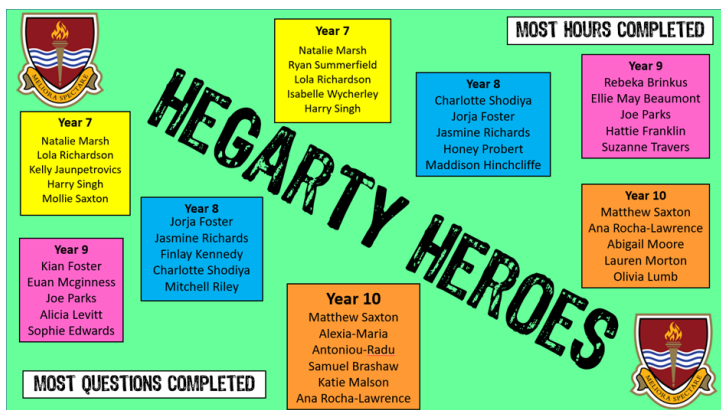 MOST HOURS COMPLETED
Year 7
Natalie Marsh
Ryan Summerfield
Lola Richardson
Isabelle Wycherley
Harry Singh
Year 8
Charlotte Shodiya
Jorja Foster
Jasmine Richards
Honey Probert
Maddison Hinchcliffe
Year 9
Rebeka Brinkus
Ellie May Beaumont
Joe Parks
Hattie Franklin
Suzanne Travers
Year 10
Matthew Saxton
Ana Rocha-Lawrence
Abigail Moore
Lauren Morton
Olivia Lumb
HEGARTY HEROES
MELIORA SPECTARE
Year 7
Natalie Marsh
Lola Richardson
Kelly Jaunpetrovics
Harry Singh
Mollie Saxton
Year 8
Jorja Foster
Jasmine Richards
Finlay Kennedy
Charlotte Shodiya
Mitchell Riley
Year 9
Kian Foster
Euan Mcginness
Joe Parks
Alicia Levitt
Sophie Edwards
Year 10
Matthew Saxton
Alexia-Maria
Antoniou-Radu
Samuel Brashaw
Katie Malson
Ana Rocha-Lawrence
MOST QUESTIONS COMPLETED
MELIORA SPECTARE